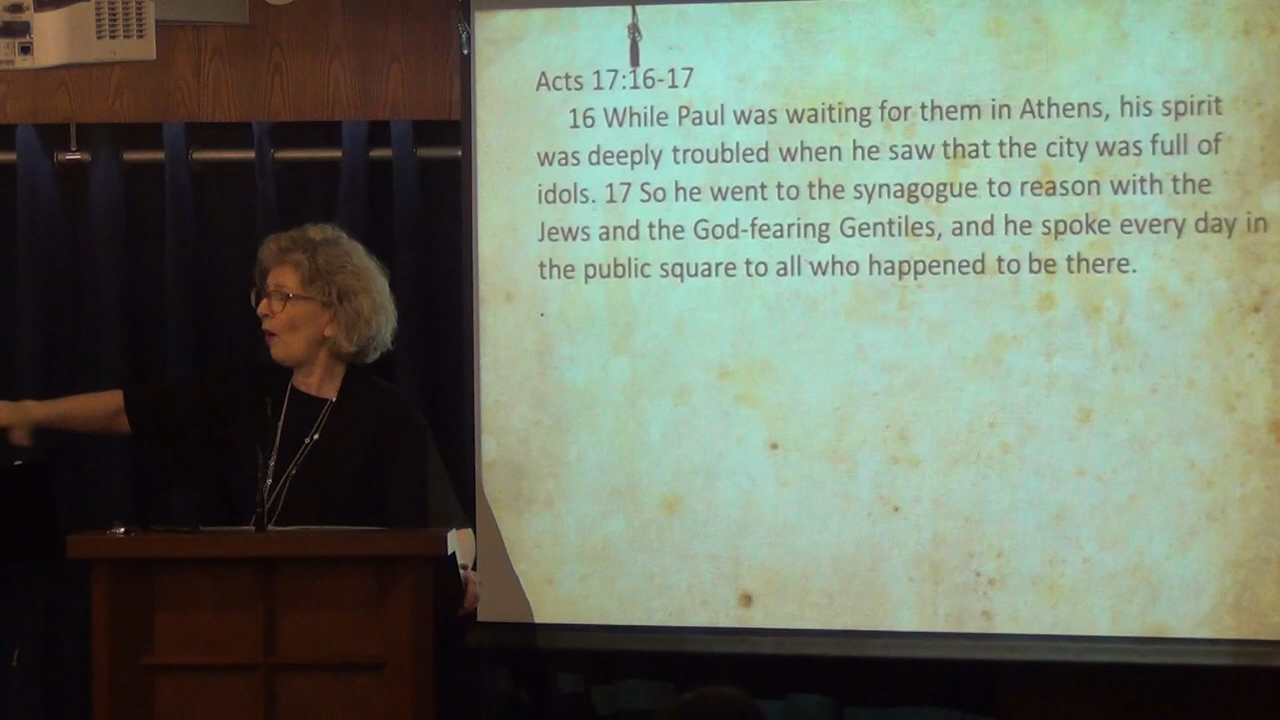 Acts 17:16-17
16 While Paul was waiting for them in Athens, his spirit
was deeply troubled when he saw that the city was full of
idols. 17 So he went to the synagogue to reason with the
Jews and the God-fearing Gentiles, and he spoke every day in
the public square to all who happened to be there.
.